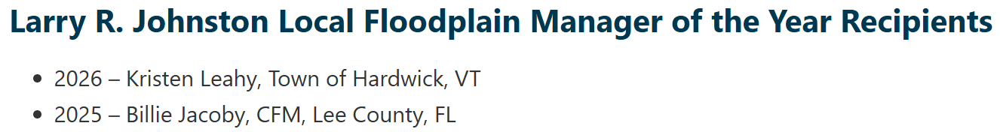 Larry R. Johnston Local Floodplain Manager of the Year Recipients
• 2026 – Kristen Leahy, Town of Hardwick, VT
• 2025 – Billie Jacoby, CFM, Lee County, FL